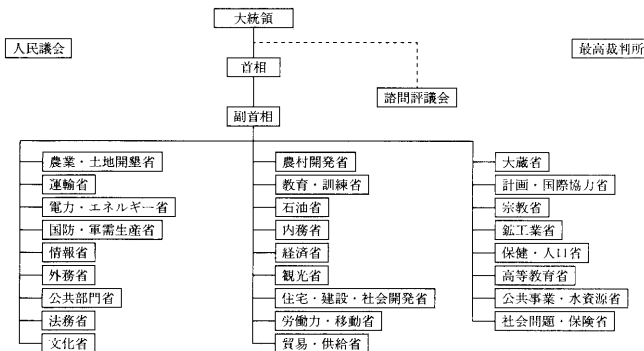 大統領
人民議会
最高裁判所
首相
諮問評議会
副首相
農業・土地開墾省
運輸省
電力・エネルギー省
国防・軍需生産省
情報省
外務省
公共部門省
法務省
文化省
農村開発省
教育・訓練省
石油省
内務省
経済省
観光省
住宅・建設・社会開発省
労働力・移動省
貿易・供給省
大蔵省
計画・国際協力省
宗教省
鉱工業省
保健・人口省
高等教育省
公共事業・水資源省
社会問題・保険省